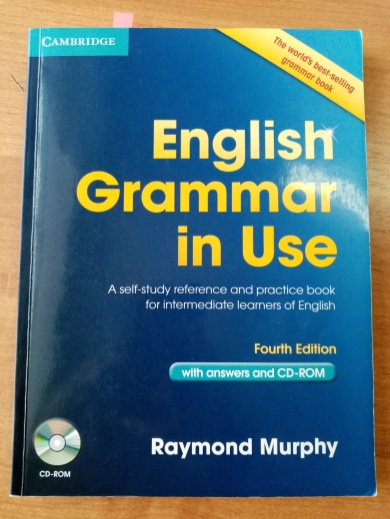 CAMBRIDGE
The world's best-selling
grammar book
English
Grammar
in Use
A self-study reference and practice book
for intermediate learners of English
Fourth Edition
with answers and CD-ROM
Raymond Murphy
CD-ROM